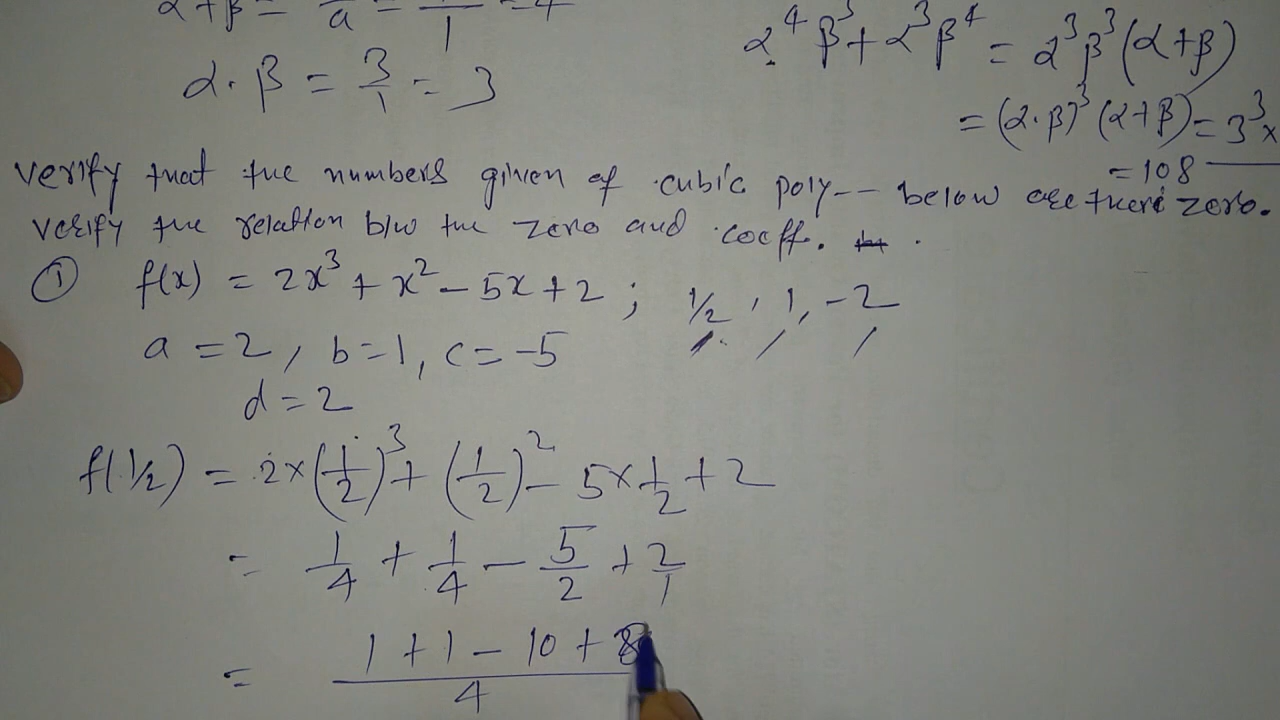 α + β = /a = /1 = 4
α · β = 3/1 = 3
α⁴β³ + α³β⁴ = α³β³(α+β)
= (α·β)³ (α+β) = 3³ x
= 108
verify that the numbers given of cubic poly-- below are there zero.
verify the relation b/w the zero and coeff.
① f(x) = 2x³ + x² - 5x + 2 ; 1/2 , 1, -2
a = 2, b = 1, c = -5
d = 2
f(1/2) = 2×(1/2)³ + (1/2)² - 5×1/2 + 2
= 1/4 + 1/4 - 5/2 + 2/1
= 1 + 1 - 10 + 8 / 4